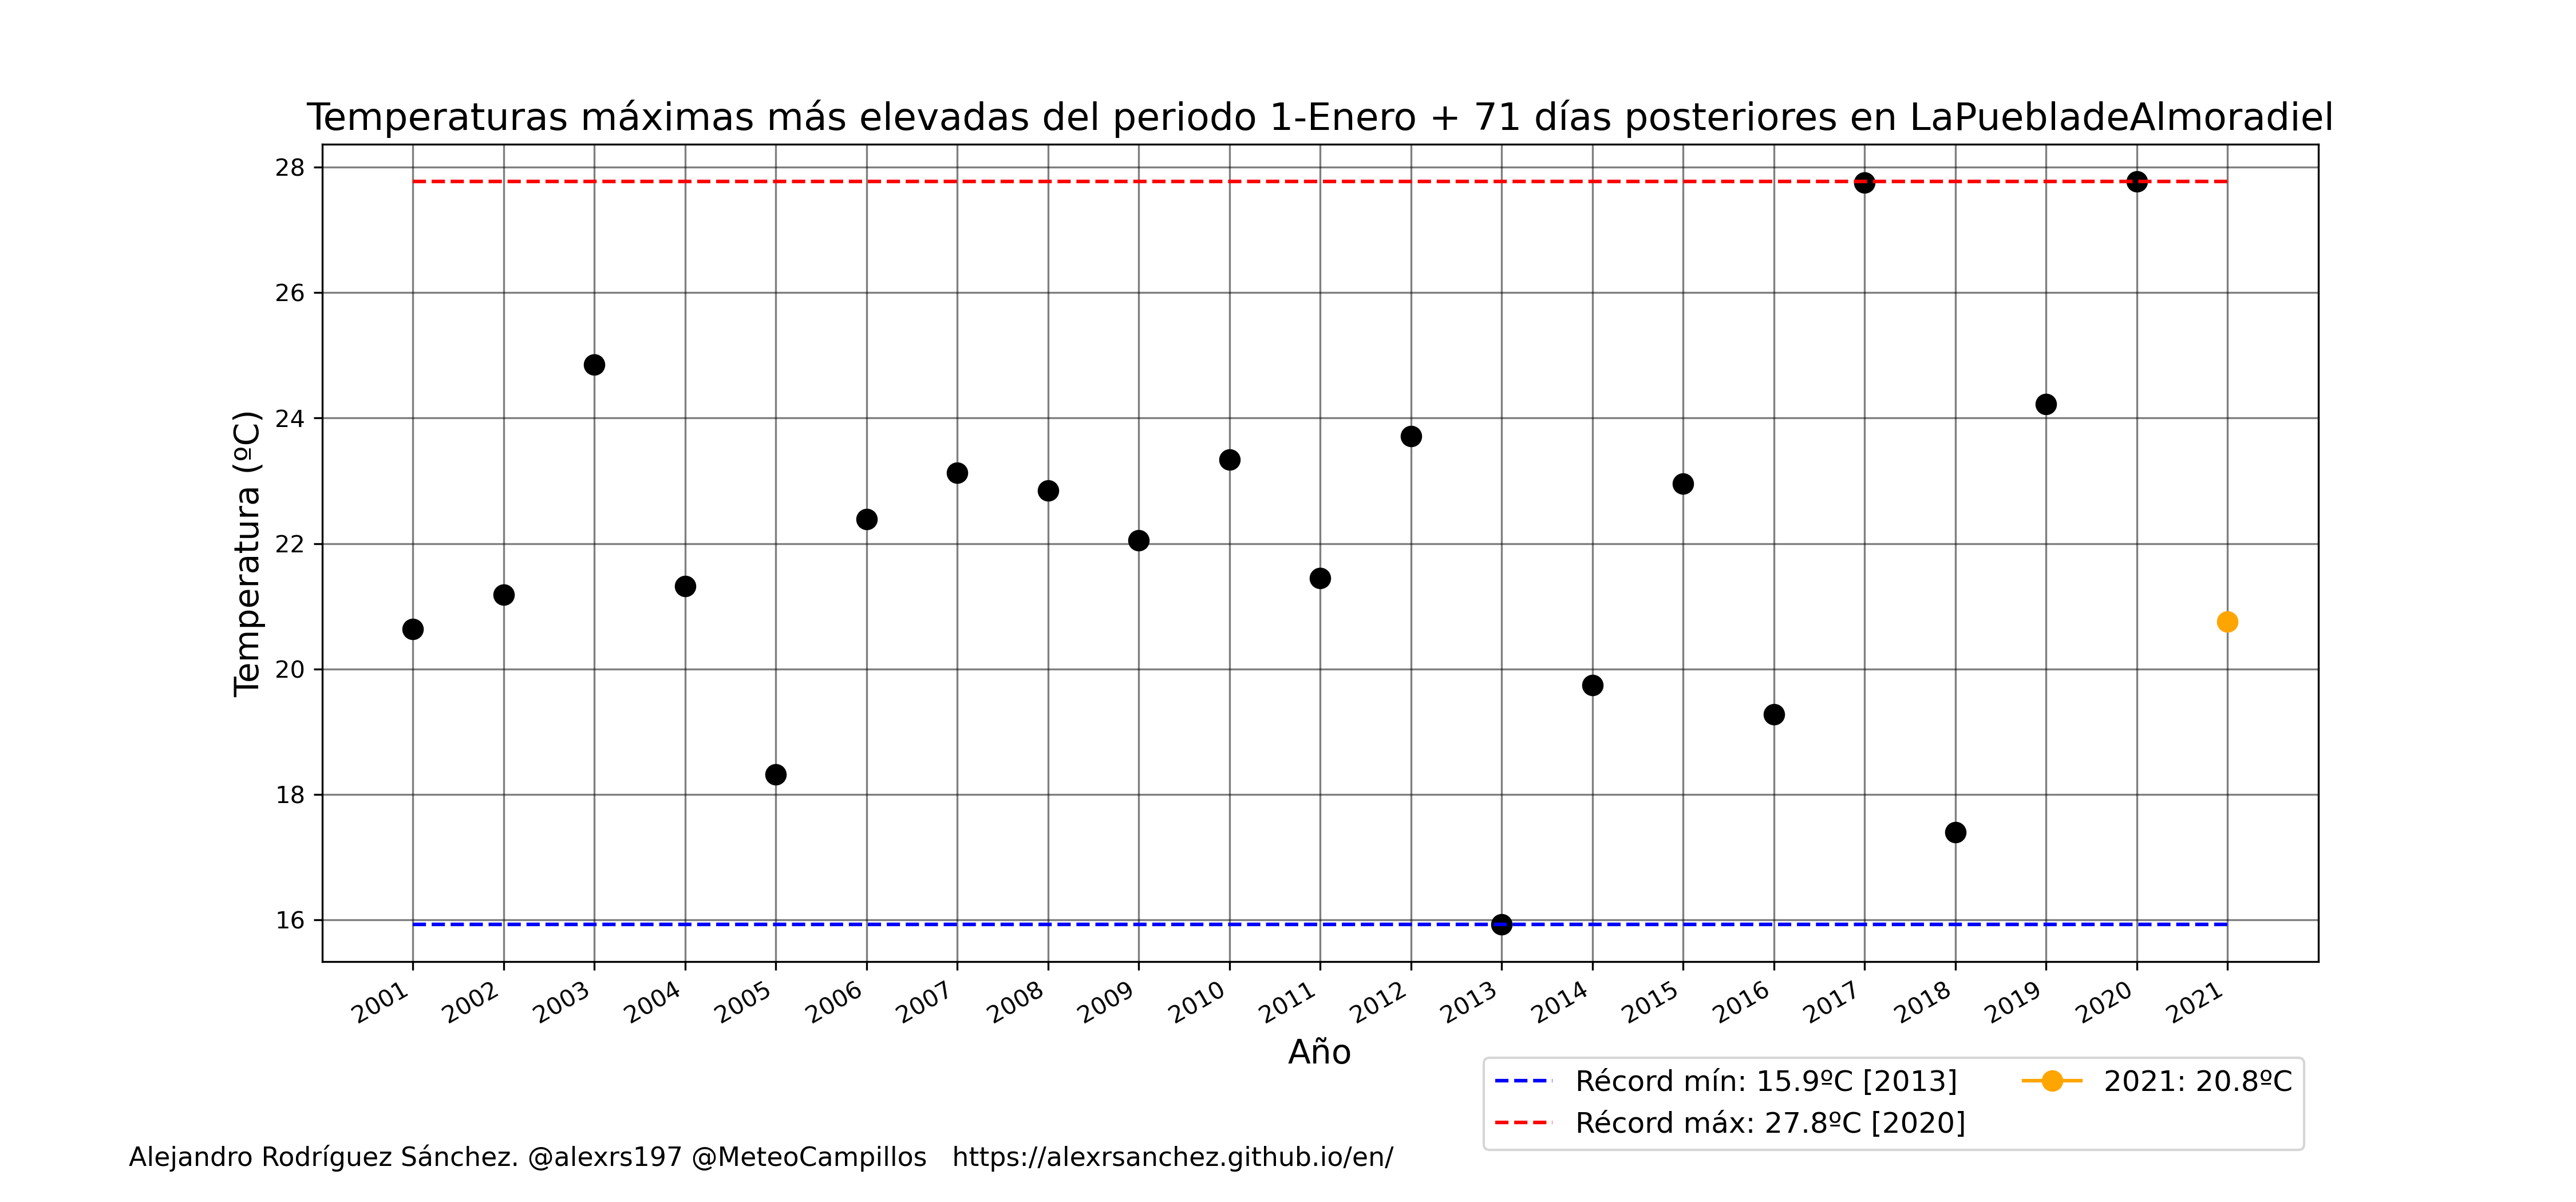 Temperaturas máximas más elevadas del periodo 1-Enero + 71 días posteriores en LaPuebladeAlmoradiel
Temperatura (ºC)
28
26
24
22
20
18
16
2001 2002 2003 2004 2005 2006 2007 2008 2009 2010 2011 2012 2013 2014 2015 2016 2017 2018 2019 2020 2021
Año
Récord mín: 15.9ºC [2013]
Récord máx: 27.8ºC [2020]
2021: 20.8ºC
Alejandro Rodríguez Sánchez. @alexrs197 @MeteoCampillos https://alexrsanchez.github.io/en/